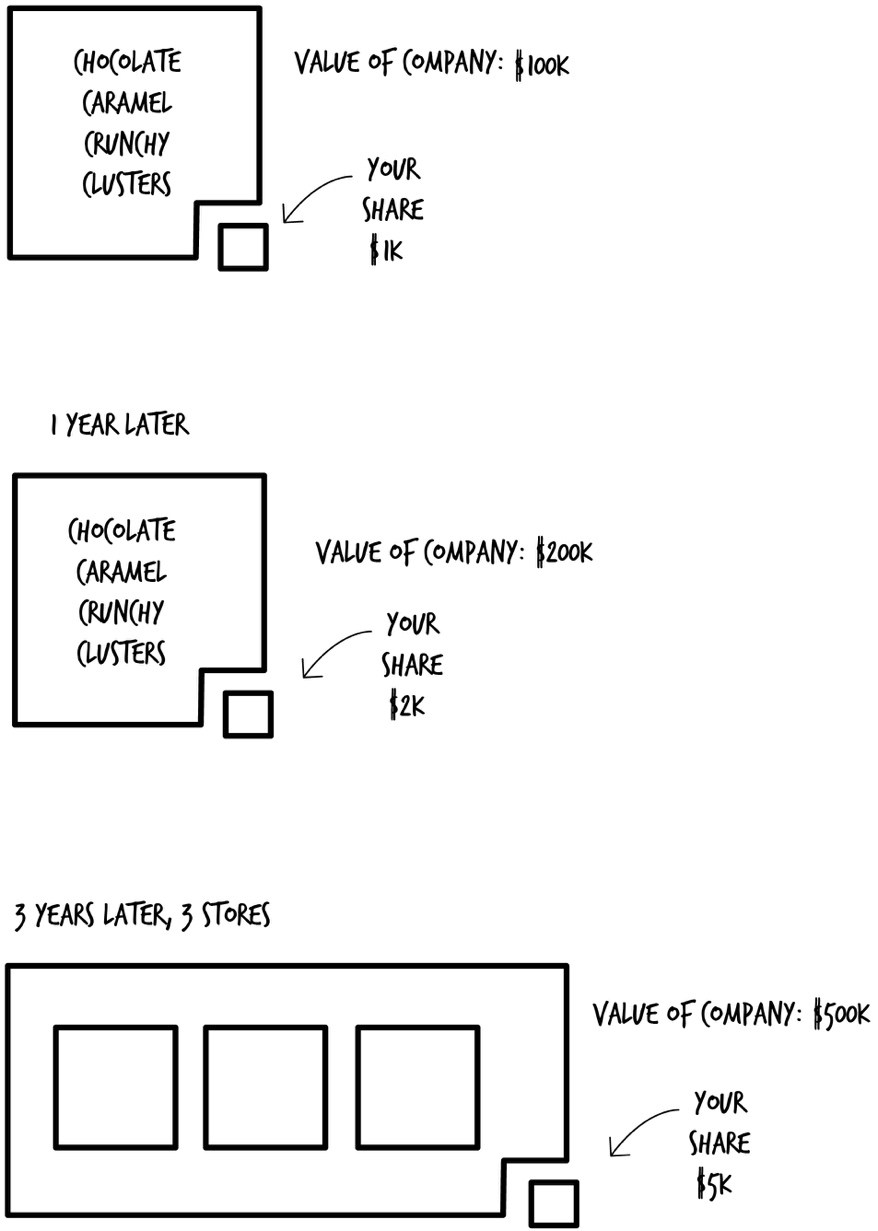 CHOCOLATE
CARAMEL
CRUNCHY
CLUSTERS
VALUE OF COMPANY: $100K
YOUR
SHARE
$1K
1 YEAR LATER
CHOCOLATE
CARAMEL
CRUNCHY
CLUSTERS
VALUE OF COMPANY: $200K
YOUR
SHARE
$2K
3 YEARS LATER, 3 STORES
VALUE OF COMPANY: $500K
YOUR
SHARE
$5K